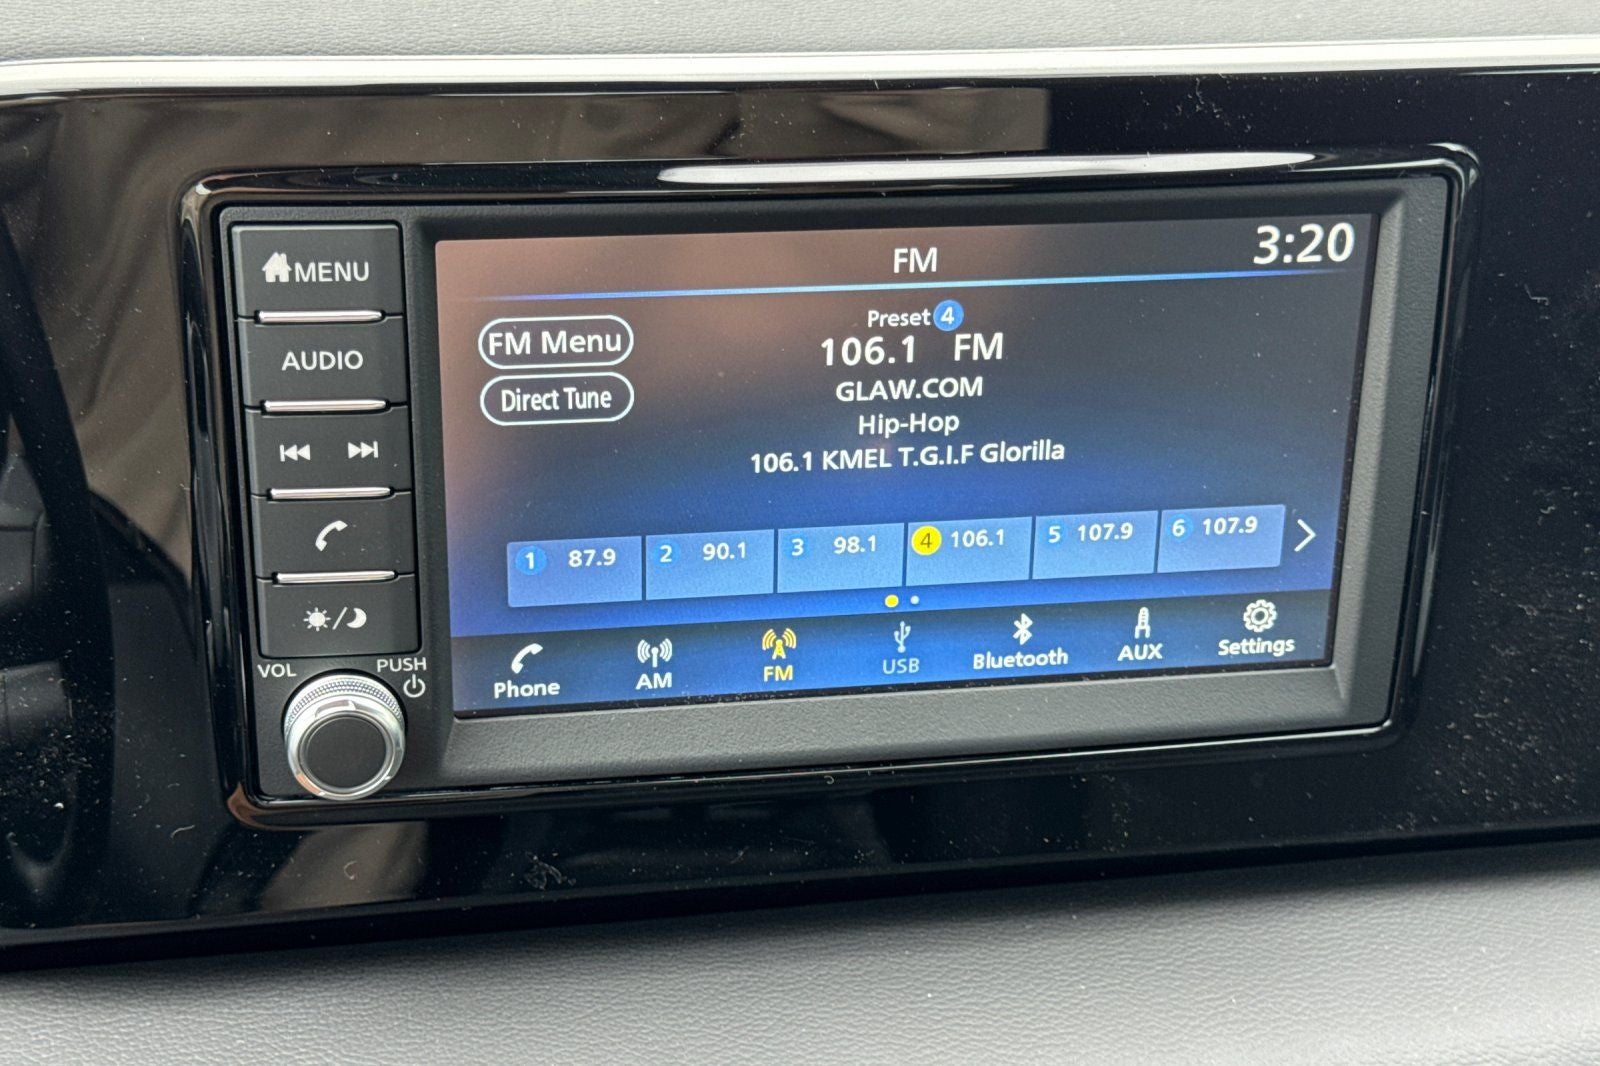 MENU
AUDIO
VOL
PUSH
FM
3:20
FM Menu
Direct Tune
Preset 4
106.1 FM
GLAW.COM
Hip-Hop
106.1 KMEL T.G.I.F Glorilla
1 87.9
2 90.1
3 98.1
4 106.1
5 107.9
6 107.9
Phone
AM
FM
USB
Bluetooth
AUX
Settings